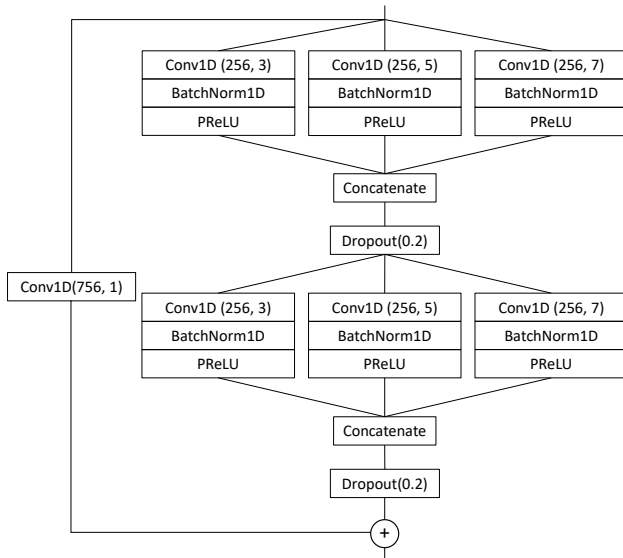 Conv1D (256, 3)
Conv1D (256, 5)
Conv1D (256, 7)
BatchNorm1D
BatchNorm1D
BatchNorm1D
PReLU
PReLU
PReLU
Concatenate
Dropout(0.2)
Conv1D(756, 1)
Conv1D (256, 3)
Conv1D (256, 5)
Conv1D (256, 7)
BatchNorm1D
BatchNorm1D
BatchNorm1D
PReLU
PReLU
PReLU
Concatenate
Dropout(0.2)
+